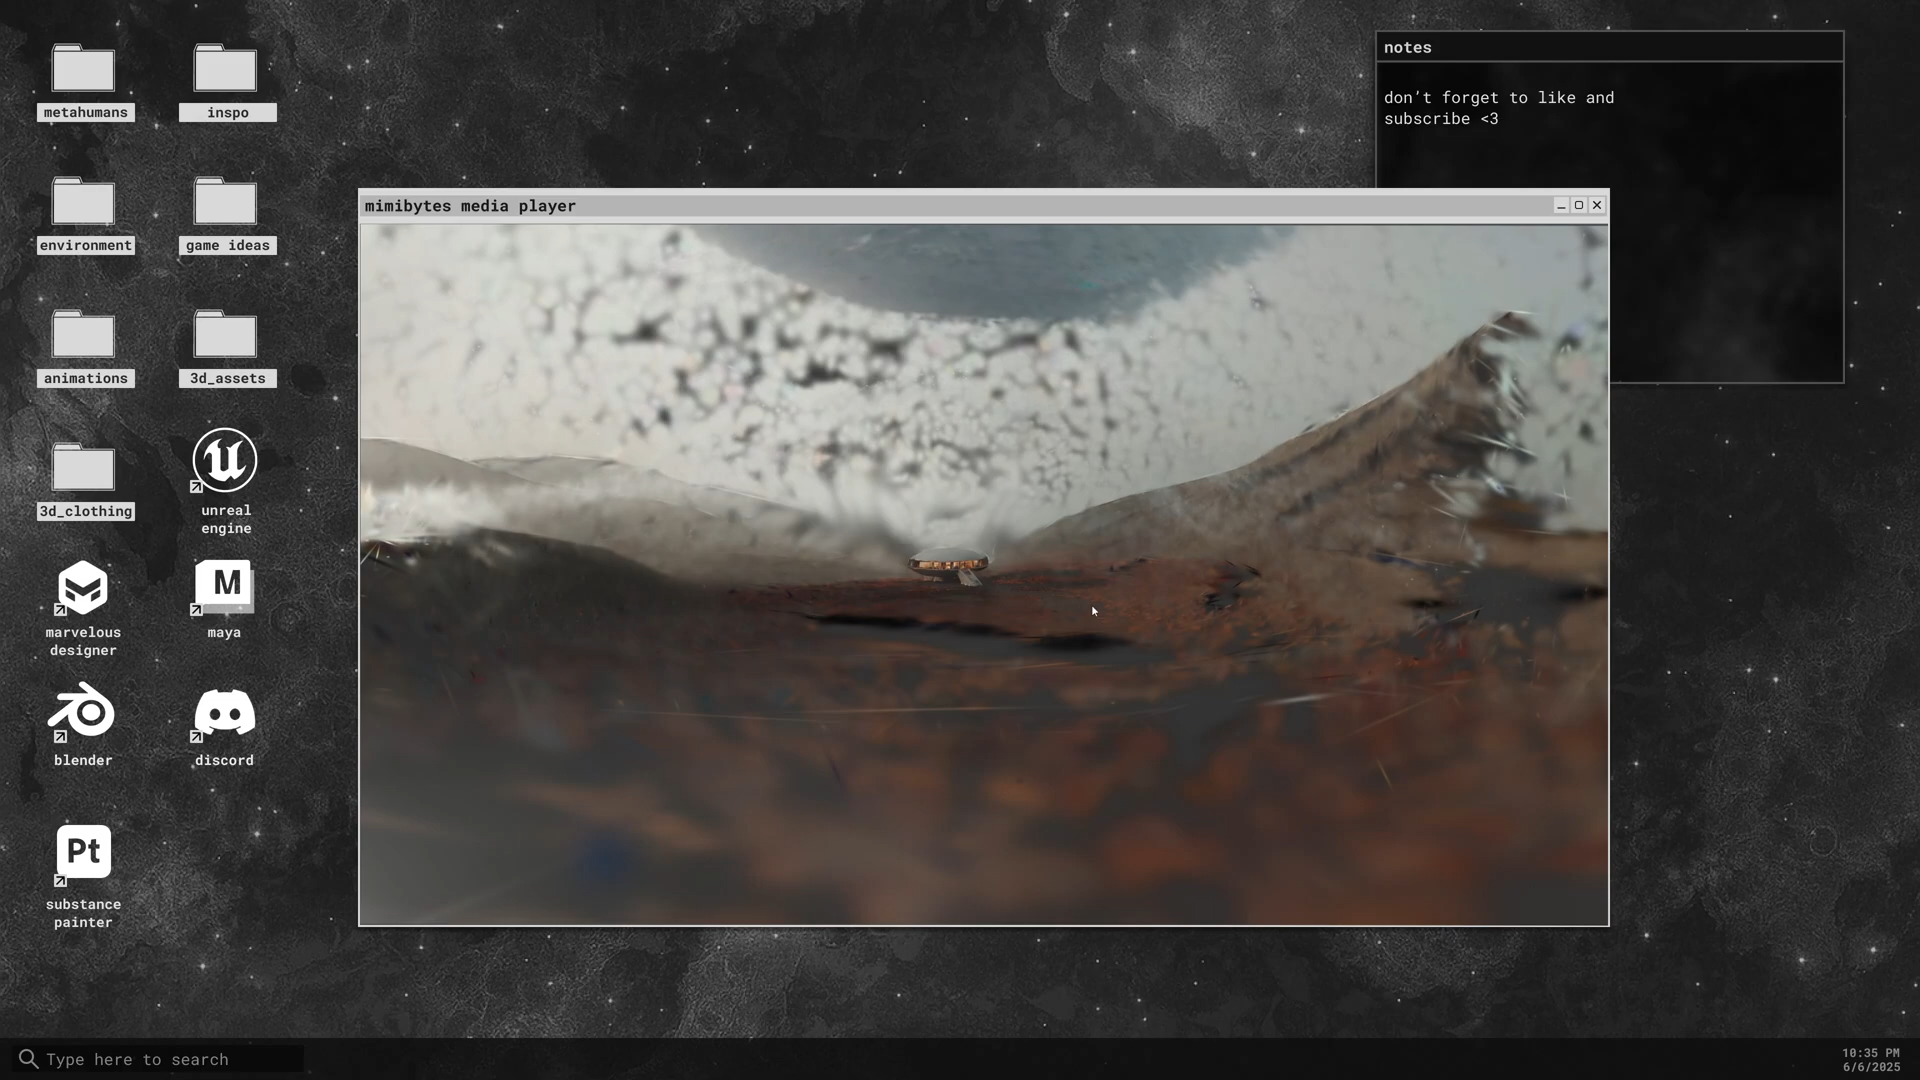 metahumans
inspo
environment
game ideas
animations
3d_assets
3d_clothing
unreal
engine
marvelous
designer
M
maya
blender
discord
Pt
substance
painter
notes
don't forget to like and
subscribe <3
mimibytes media player
Type here to search
10:35 PM
6/6/2025